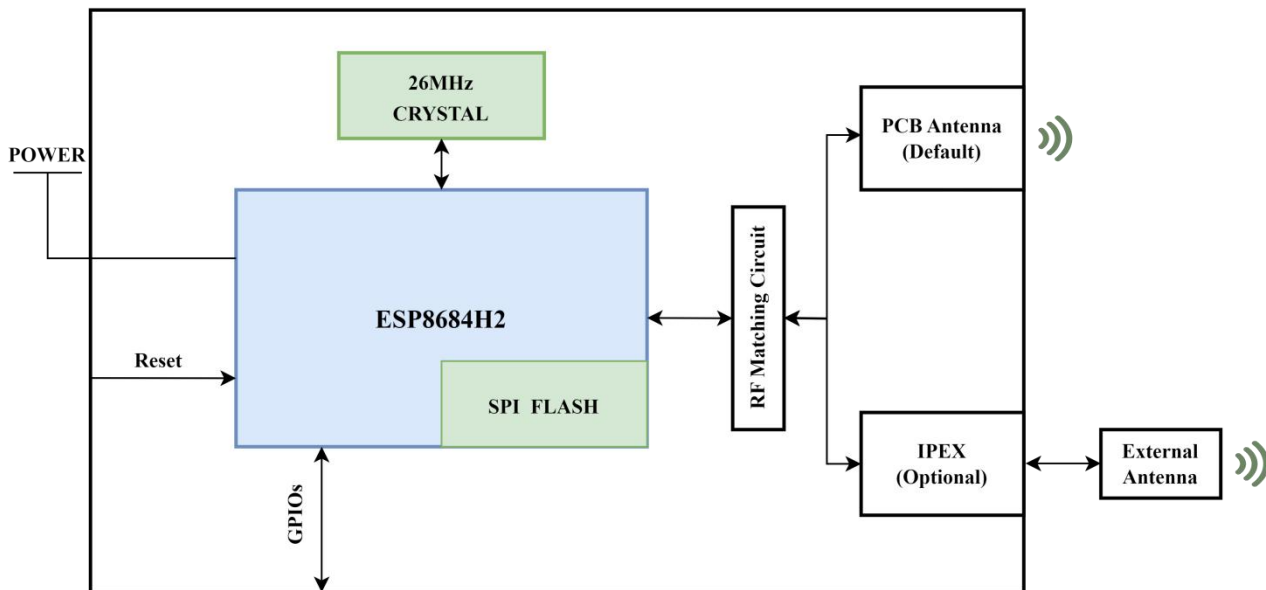 26MHz
CRYSTAL
POWER
PCB Antenna
(Default)
ESP8684H2
RF Matching Circuit
Reset
SPI FLASH
IPEX
(Optional)
External
Antenna
GPIOs